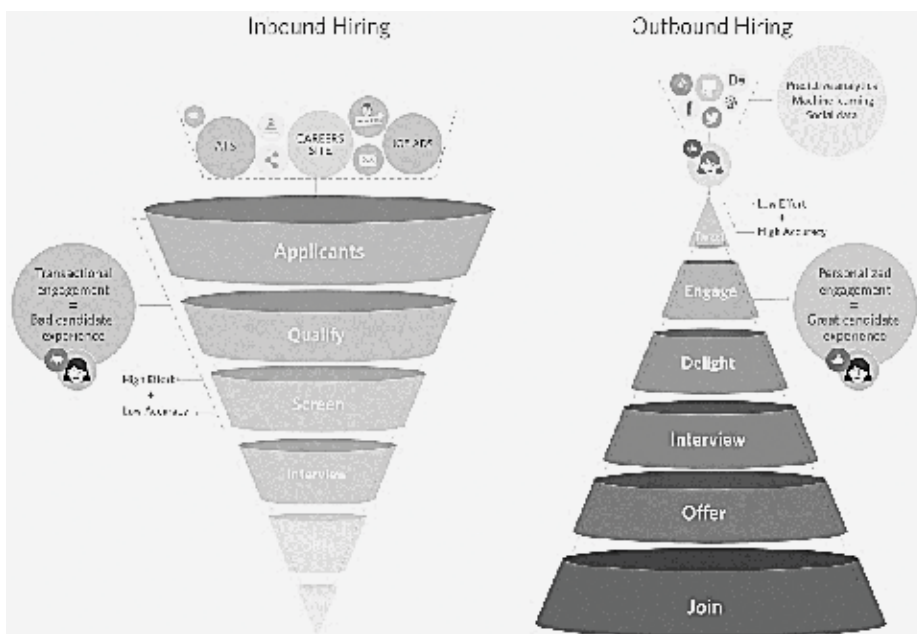 Inbound Hiring
Outbound Hiring
ATS
CAREERS
SITE
JOB ADS
Predictive analytics
Machine learning
Social data
Applicants
Qualify
Screen
Interview
Transactional
engagement
=
Bad candidate
experience
High Effort
+
Low Accuracy
Low Effort
+
High Accuracy
Engage
Delight
Interview
Offer
Join
Personalized
engagement
=
Great candidate
experience